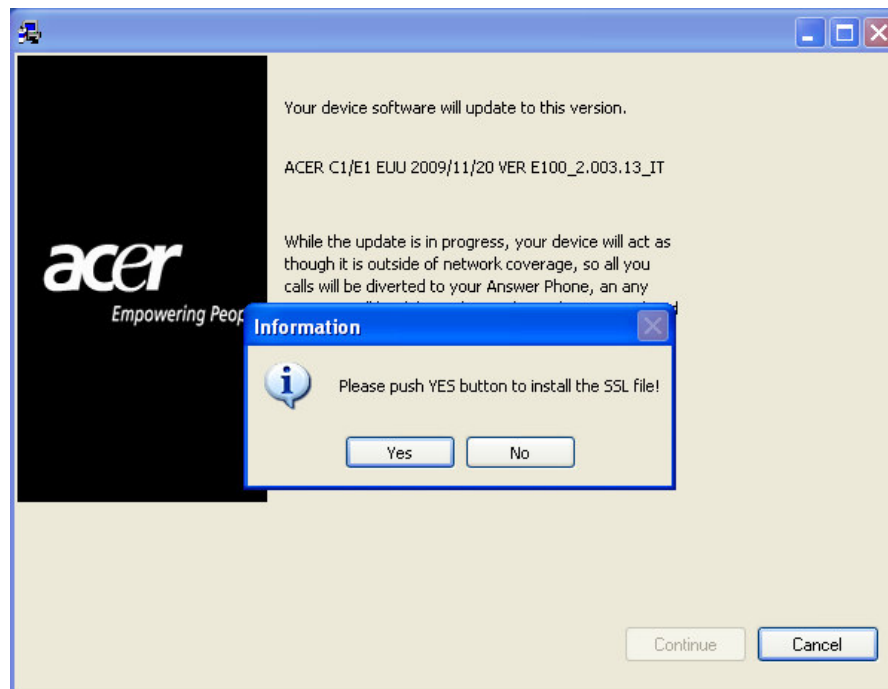 Your device software will update to this version.
ACER C1/E1 EUU 2009/11/20 VER E100_2.003.13_IT
While the update is in progress, your device will act as
though it is outside of network coverage, so all you
calls will be diverted to your Answer Phone, an any
acer
Empowering Peop
Information
Please push YES button to install the SSL file!
Yes
No
Continue
Cancel